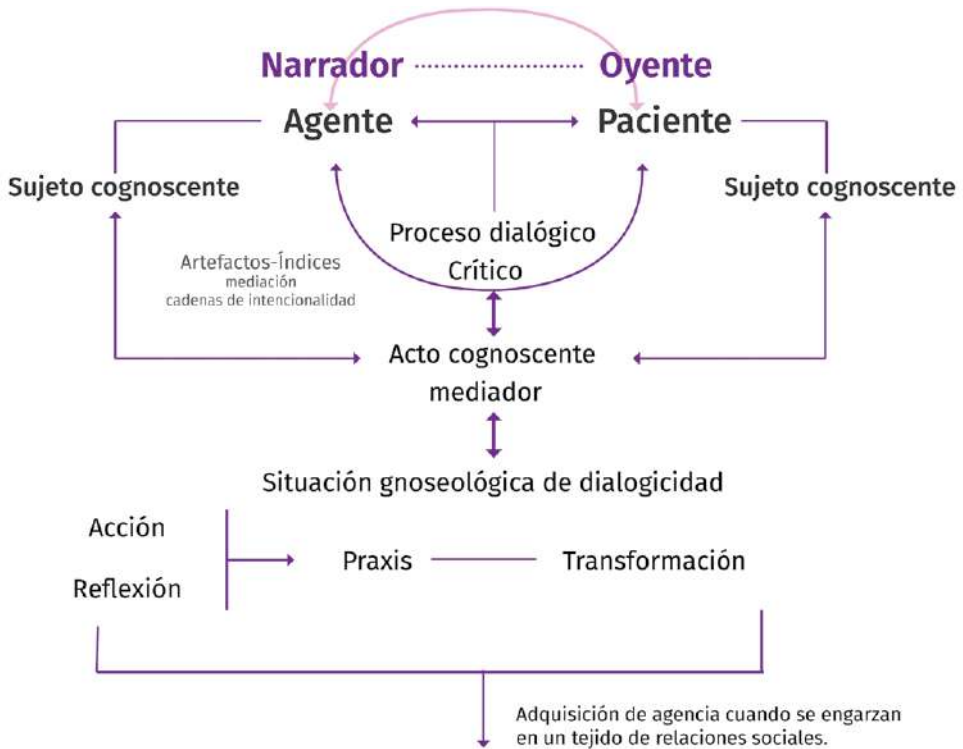 Narrador
Oyente
Agente
Paciente
Sujeto cognoscente
Sujeto cognoscente
Proceso dialógico
Crítico
Artefactos-Índices
mediación
cadenas de intencionalidad
Acto cognoscente
mediador
Situación gnoseológica de dialogicidad
Acción
Reflexión
Praxis
Transformación
Adquisición de agencia cuando se engarzan
en un tejido de relaciones sociales.